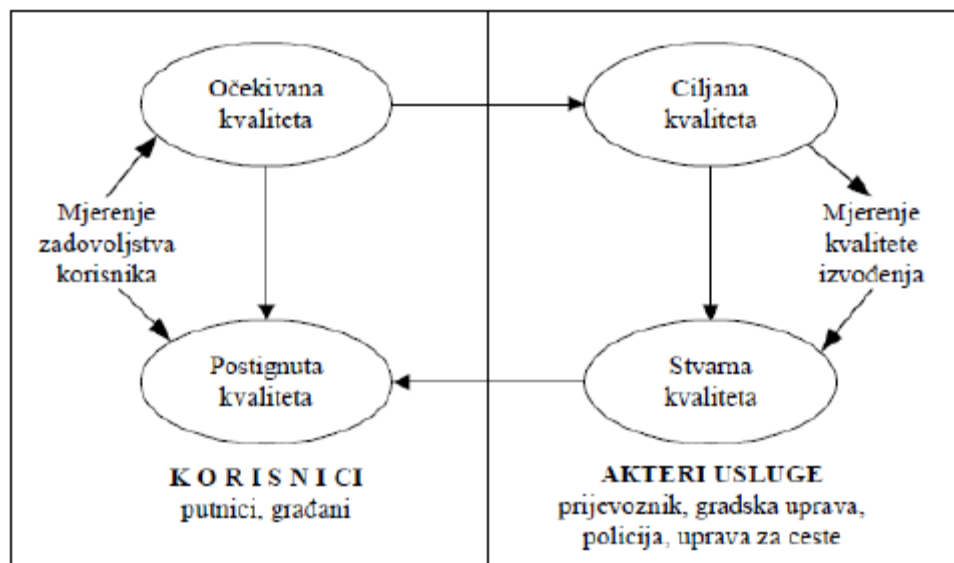 Očekivana
kvaliteta
Ciljana
kvaliteta
Mjerenje
zadovoljstva
korisnika
Mjerenje
kvalitete
izvođenja
Postignuta
kvaliteta
Stvarna
kvaliteta
K O R I S N I C I
putnici, građani
AKTERI USLUGE
prijevoznik, gradska uprava,
policija, uprava za ceste